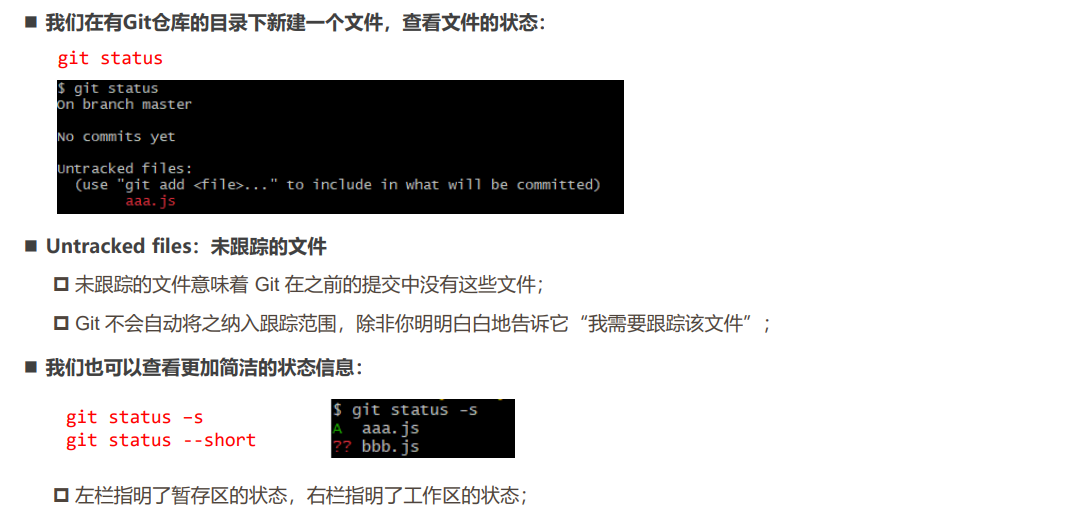 我们在有Git仓库的目录下新建一个文件，查看文件的状态：
git status
$ git status
On branch master
No commits yet
Untracked files:
(use "git add <file>..." to include in what will be committed)
aaa.js
Untracked files：未跟踪的文件
未跟踪的文件意味着 Git 在之前的提交中没有这些文件；
Git 不会自动将之纳入跟踪范围，除非你明明白白地告诉它“我需要跟踪该文件”；
我们也可以查看更加简洁的状态信息：
git status –s
git status --short
$ git status -s
A  aaa.js
?? bbb.js
左栏指明了暂存区的状态，右栏指明了工作区的状态；